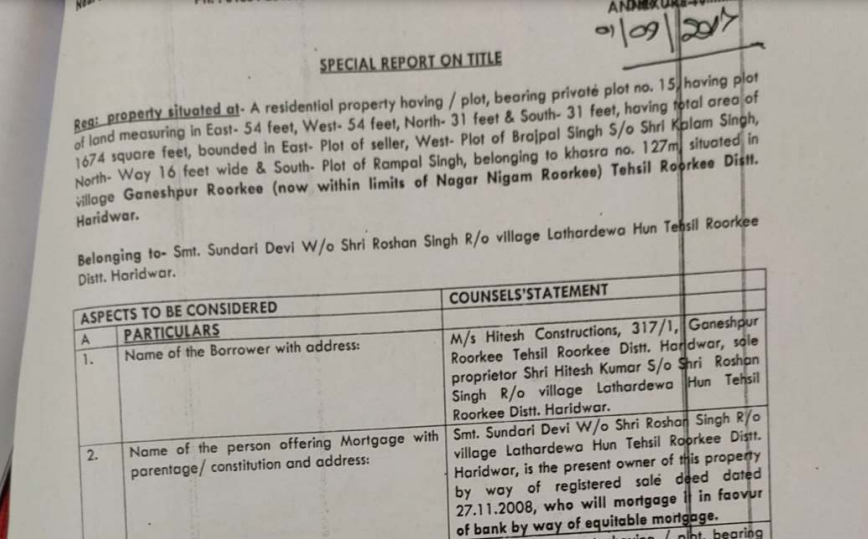 ANNEXURE
01/09/2017
SPECIAL REPORT ON TITLE
Reg: property situated at- A residential property having / plot, bearing private plot no. 15, having plot
of land measuring in East- 54 feet, West- 54 feet, North- 31 feet & South- 31 feet, having total area of
1674 square feet, bounded in East- Plot of seller, West- Plot of Brajpal Singh S/o Shri Kalam Singh,
North- Way 16 feet wide & South- Plot of Rampal Singh, belonging to khasra no. 127m, situated in
village Ganeshpur Roorkee (now within limits of Nagar Nigam Roorkee) Tehsil Roorkee Distt.
Haridwar.
Belonging to- Smt. Sundari Devi W/o Shri Roshan Singh R/o village Lathardewa Hun Tehsil Roorkee
Distt. Haridwar.
ASPECTS TO BE CONSIDERED
COUNSELS'STATEMENT
A PARTICULARS
1. Name of the Borrower with address:
M/s Hitesh Constructions, 317/1, Ganeshpur
Roorkee Tehsil Roorkee Distt. Haridwar, sole
proprietor Shri Hitesh Kumar S/o Shri Roshan
Singh R/o village Lathardewa Hun Tehsil
Roorkee Distt. Haridwar.
2. Name of the person offering Mortgage with
parentage/ constitution and address:
Smt. Sundari Devi W/o Shri Roshan Singh R/o
village Lathardewa Hun Tehsil Roorkee Distt.
Haridwar, is the present owner of this property
by way of registered sale deed dated
27.11.2008, who will mortgage it in faovur
of bank by way of equitable mortgage.
/ plot, bearing